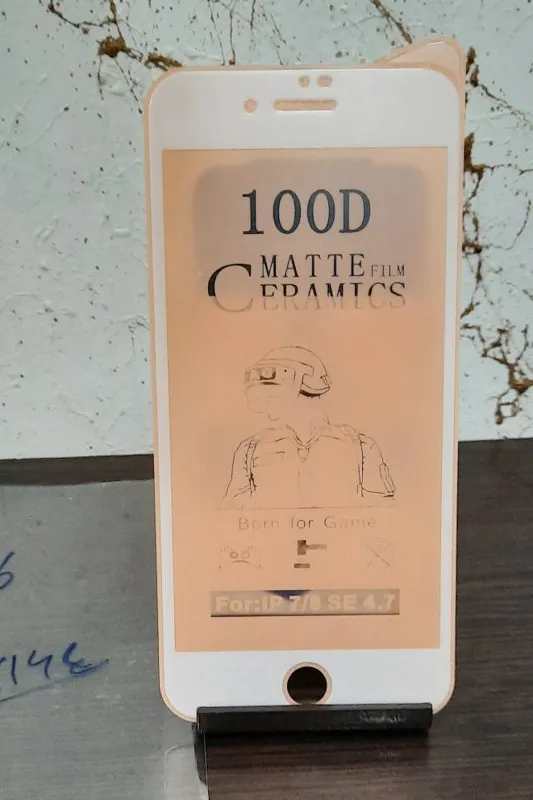 100D
MATTE FILM
CERAMICS
Born for Game
For:IP 7/8 SE 4.7